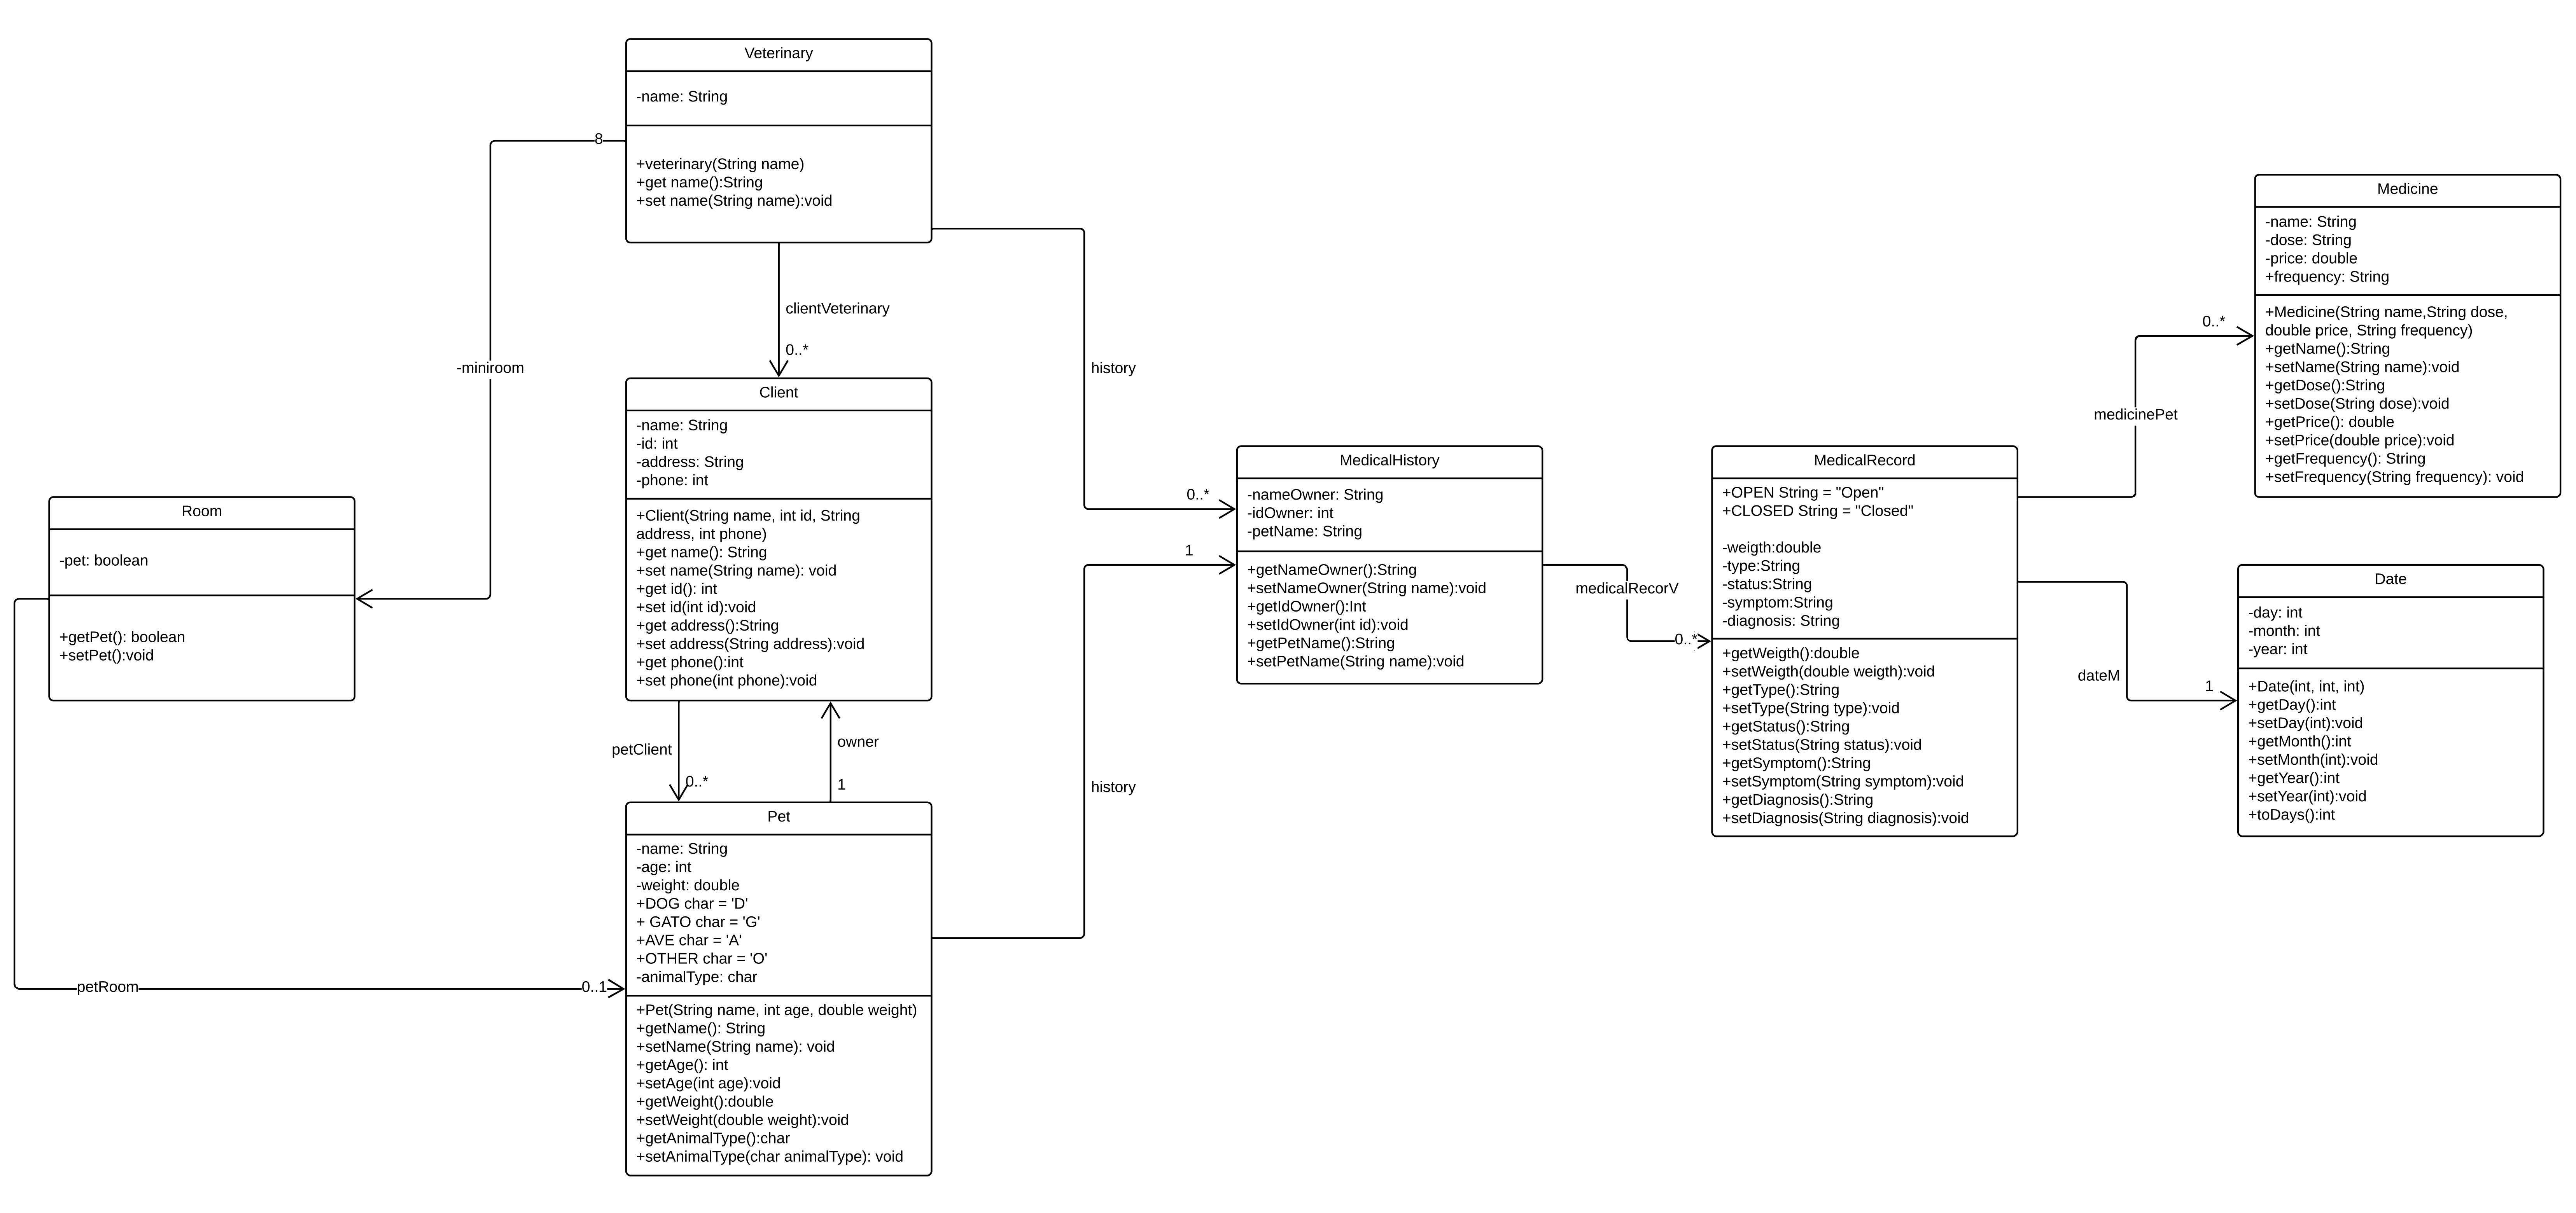 Veterinary
-name: String
+veterinary(String name)
+get name():String
+set name(String name):void
8
-miniroom
clientVeterinary
0..*
history
0..*
Client
-name: String
-id: int
-address: String
-phone: int
+Client(String name, int id, String
address, int phone)
+get name(): String
+set name(String name): void
+get id(): int
+set id(int id):void
+get address():String
+set address(String address):void
+get phone():int
+set phone(int phone):void
Room
-pet: boolean
+getPet(): boolean
+setPet():void
petRoom
0..1
petClient
0..*
owner
1
Pet
-name: String
-age: int
-weight: double
+DOG char = 'D'
+ GATO char = 'G'
+AVE char = 'A'
+OTHER char = 'O'
-animalType: char
+Pet(String name, int age, double weight)
+getName(): String
+setName(String name): void
+getAge(): int
+setAge(int age):void
+getWeight():double
+setWeight(double weight):void
+getAnimalType():char
+setAnimalType(char animalType): void
history
1
MedicalHistory
-nameOwner: String
-idOwner: int
-petName: String
+getNameOwner():String
+setNameOwner(String name):void
+getIdOwner():Int
+setIdOwner(int id):void
+getPetName():String
+setPetName(String name):void
medicalRecorV
0..*
MedicalRecord
+OPEN String = "Open"
+CLOSED String = "Closed"
-weigth:double
-type:String
-status:String
-symptom:String
-diagnosis: String
+getWeigth():double
+setWeigth(double weigth):void
+getType():String
+setType(String type):void
+getStatus():String
+setStatus(String status):void
+getSymptom():String
+setSymptom(String symptom):void
+getDiagnosis():String
+setDiagnosis(String diagnosis):void
medicinePet
0..*
Medicine
-name: String
-dose: String
-price: double
+frequency: String
+Medicine(String name,String dose,
double price, String frequency)
+getName():String
+setName(String name):void
+getDose():String
+setDose(String dose):void
+getPrice(): double
+setPrice(double price):void
+getFrequency(): String
+setFrequency(String frequency): void
dateM
1
Date
-day: int
-month: int
-year: int
+Date(int, int, int)
+getDay():int
+setDay(int):void
+getMonth():int
+setMonth(int):void
+getYear():int
+setYear(int):void
+toDays():int